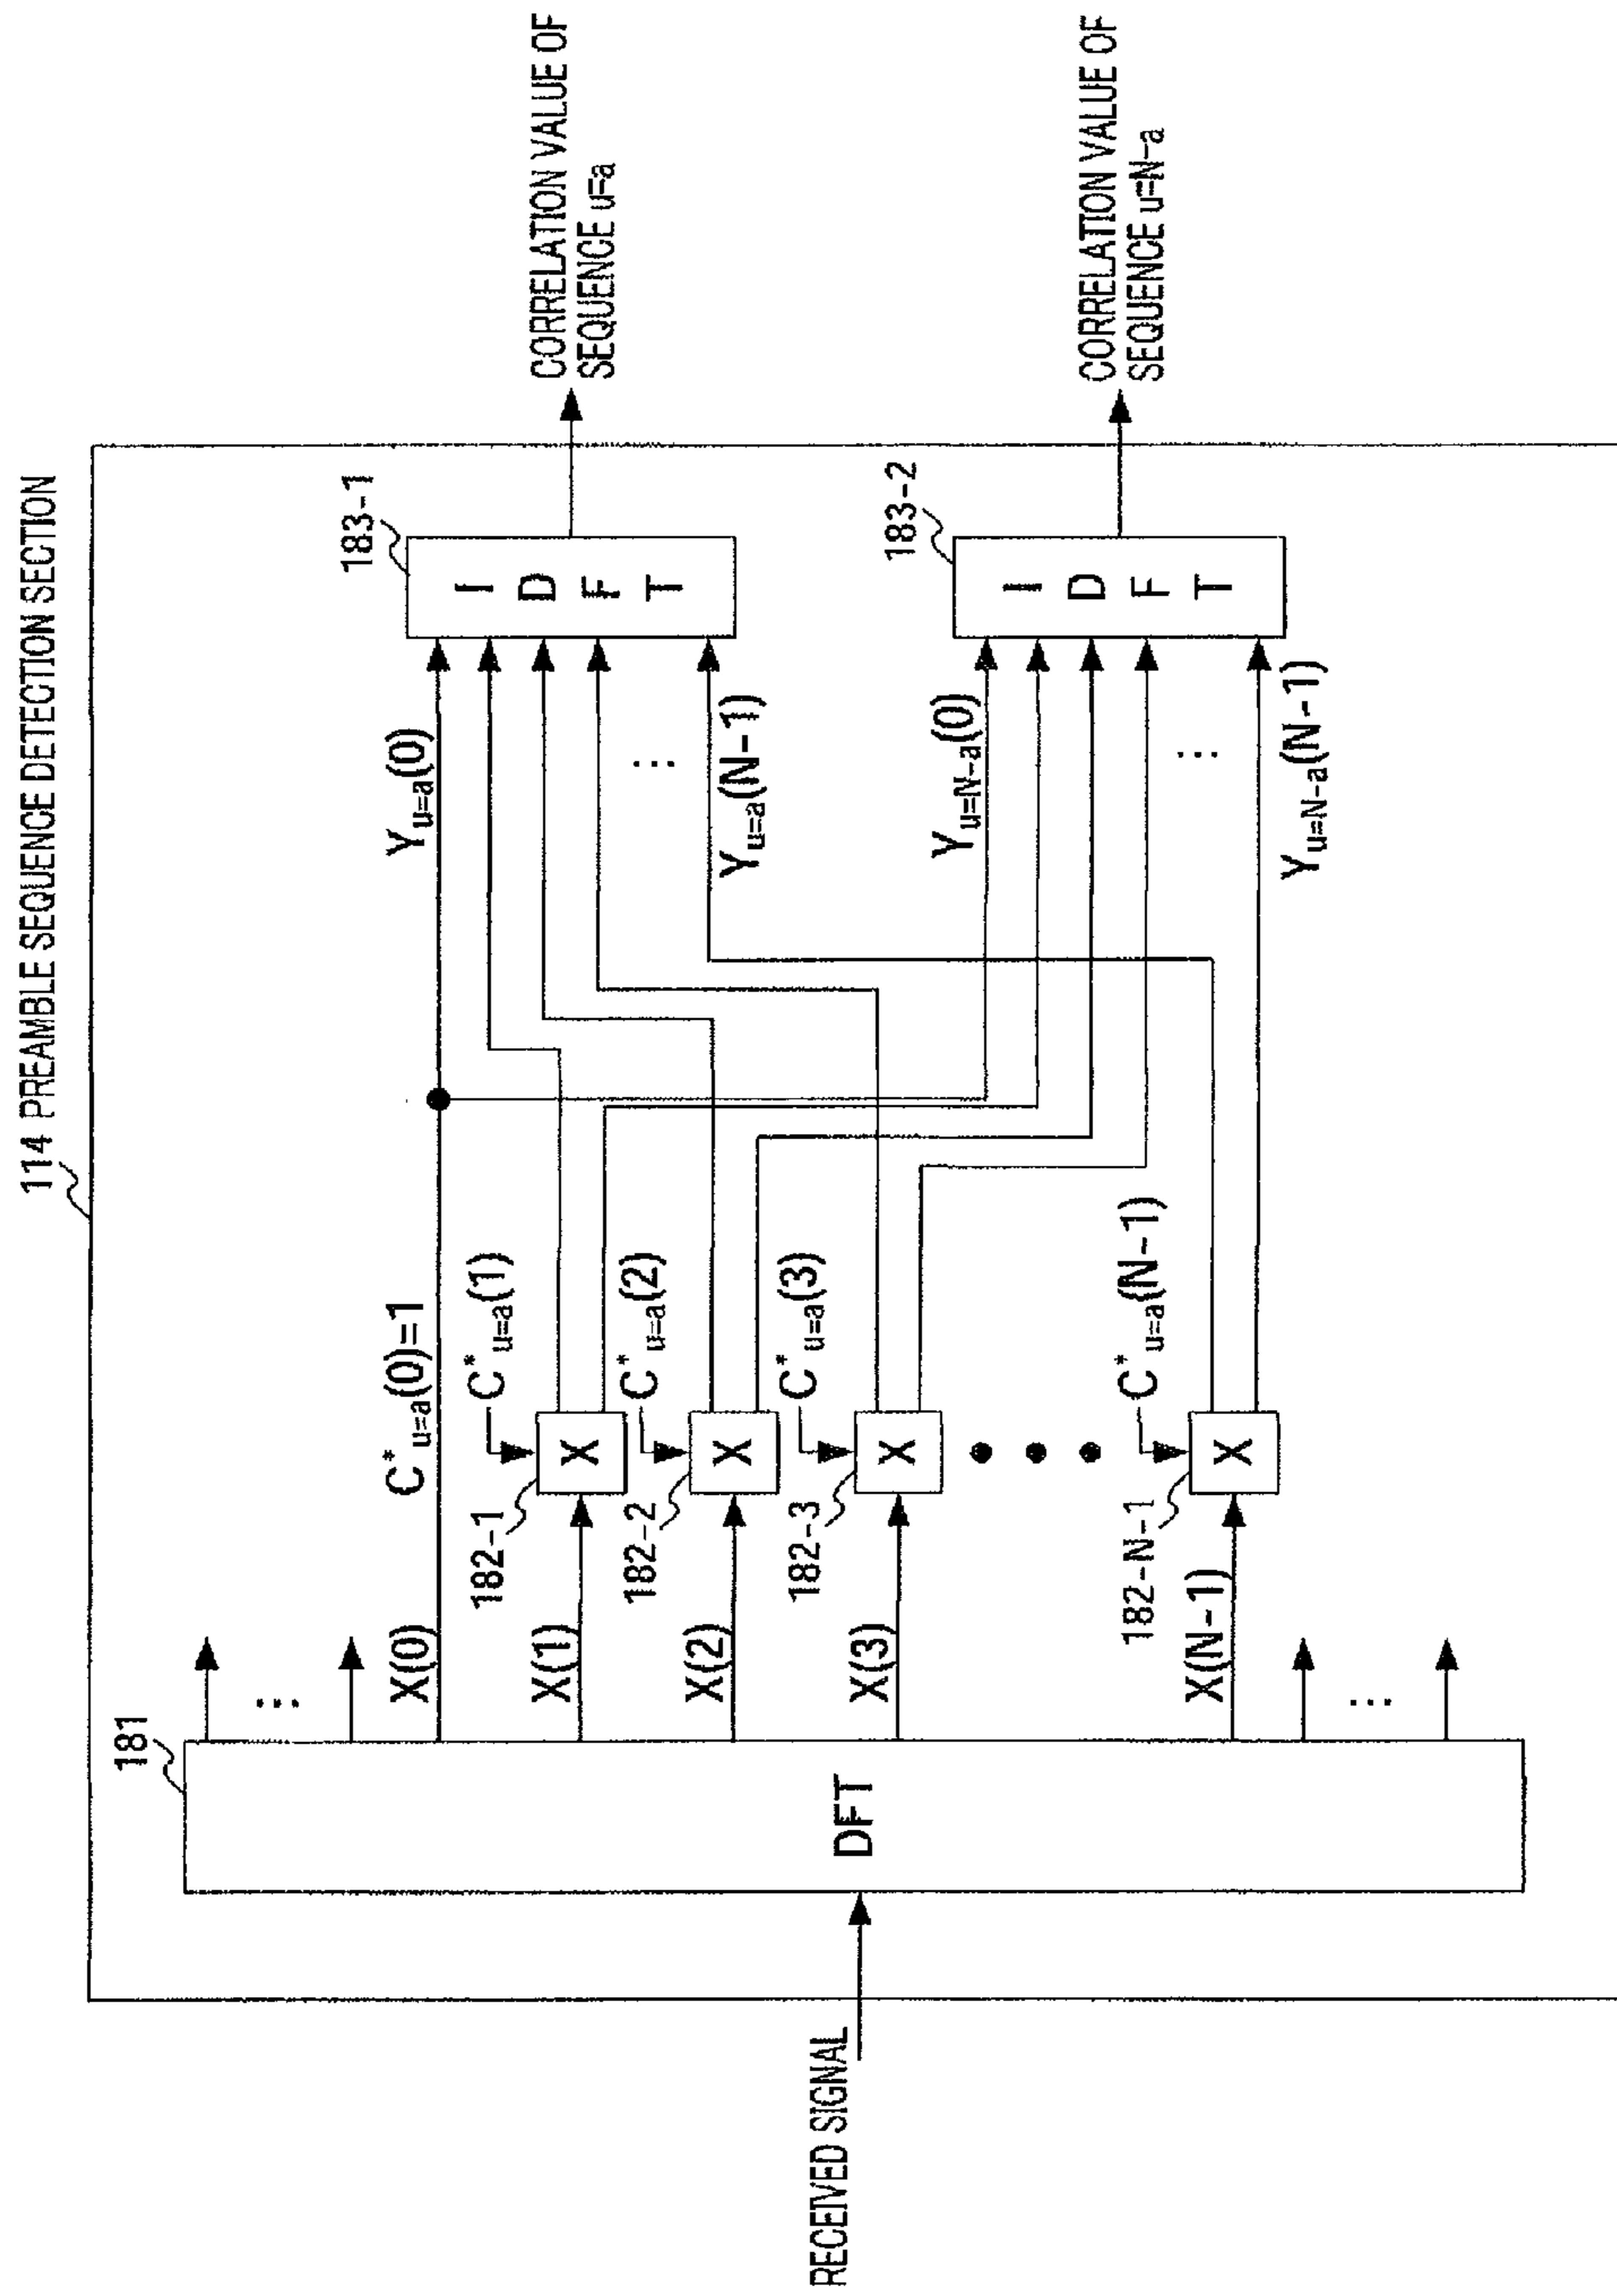 114 PREAMBLE SEQUENCE DETECTION SECTION
RECEIVED SIGNAL
181
DFT
...
X(0)
X(1)
X(2)
X(3)
X(N-1)
...
C*u=a(0)=1
182-1
C*u=a(1)
X
182-2
C*u=a(2)
X
182-3
C*u=a(3)
X
182-N-1
C*u=a(N-1)
X
Yu=a(0)
...
Yu=a(N-1)
183-1
I
D
F
T
CORRELATION VALUE OF
SEQUENCE u=a
Yu=N-a(0)
...
Yu=N-a(N-1)
183-2
I
D
F
T
CORRELATION VALUE OF
SEQUENCE u=N-a